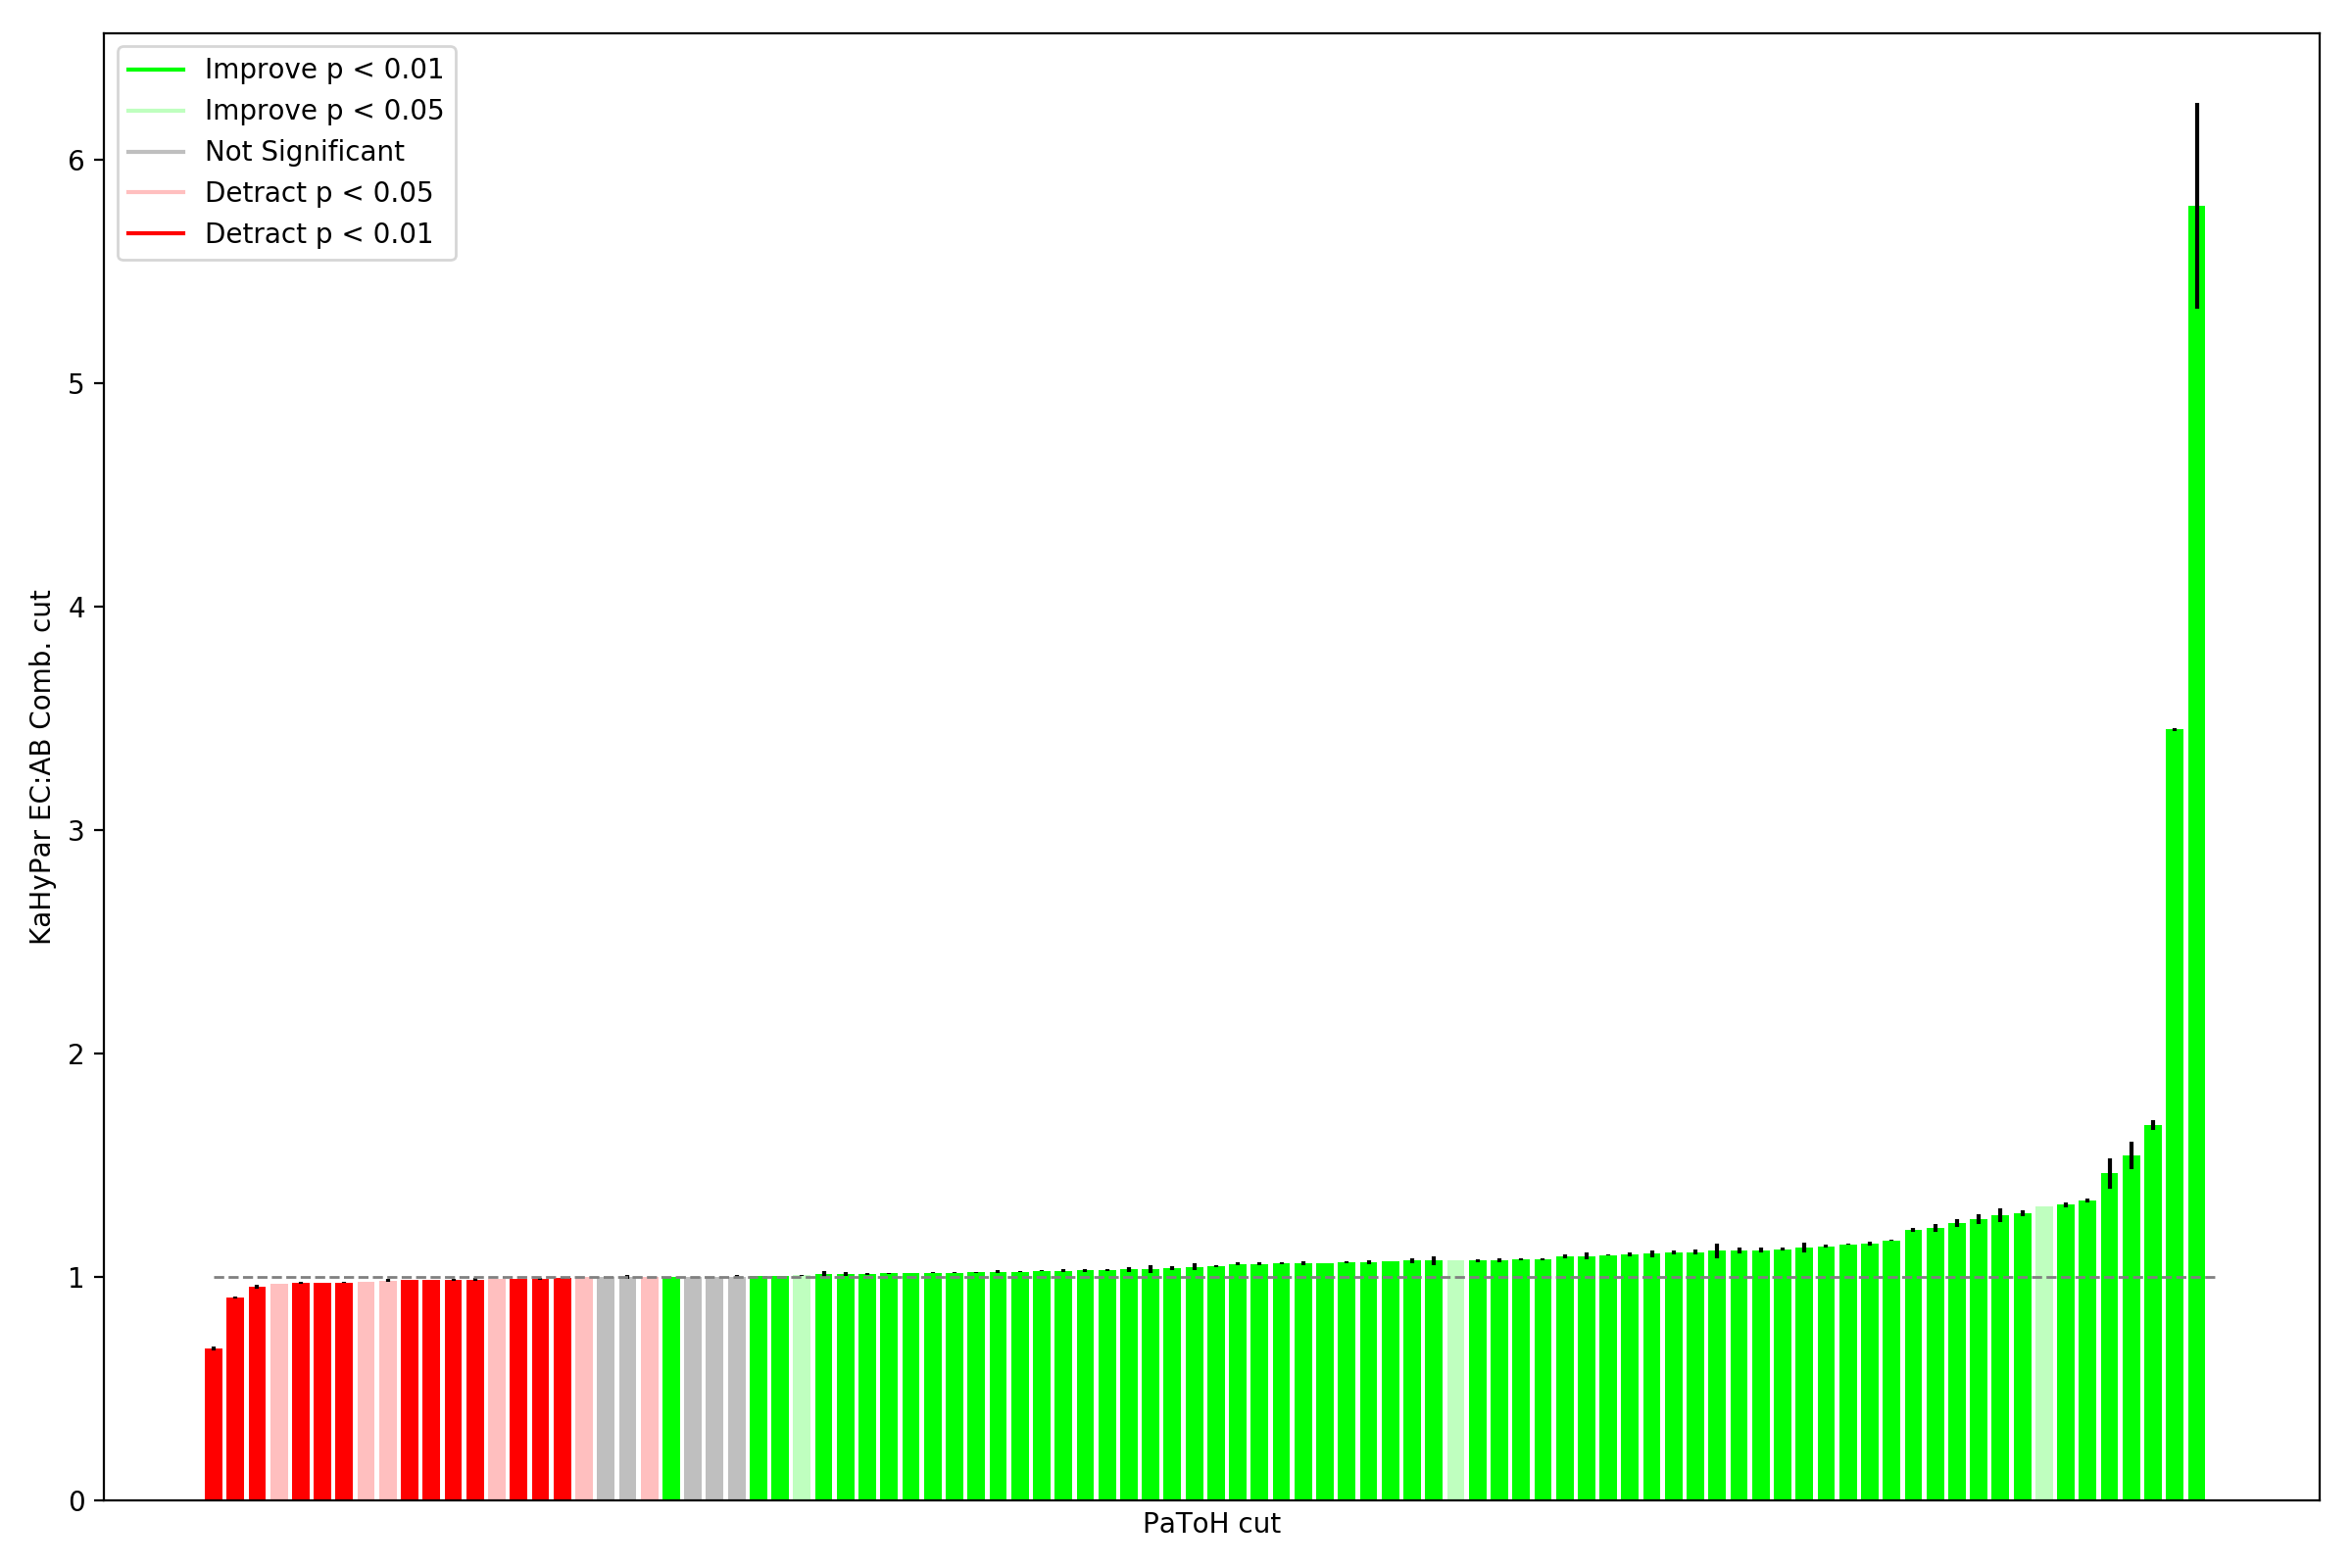 Improve p < 0.01
Improve p < 0.05
Not Significant
Detract p < 0.05
Detract p < 0.01
6
5
4
3
2
1
0
KaHyPar EC:AB Comb. cut
PaToH cut